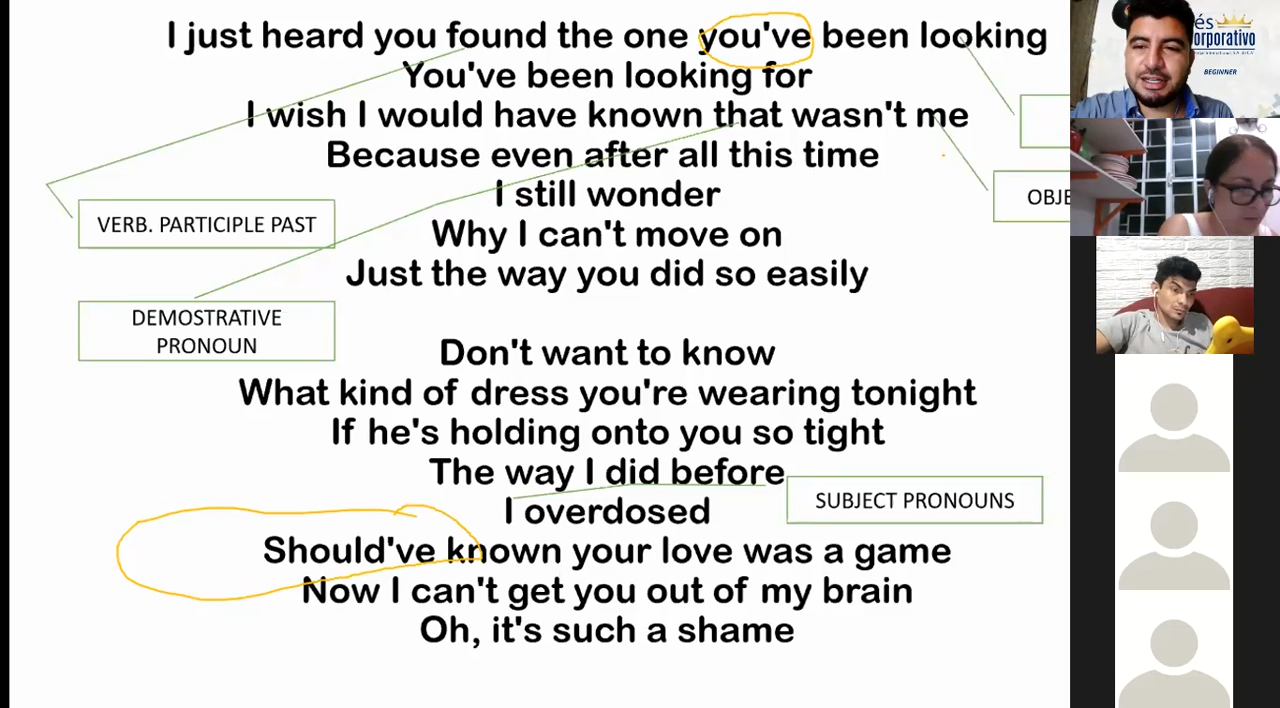 I just heard you found the one you've been looking
You've been looking for
I wish I would have known that wasn't me
Because even after all this time
I still wonder
Why I can't move on
Just the way you did so easily
Don't want to know
What kind of dress you're wearing tonight
If he's holding onto you so tight
The way I did before
I overdosed
Should've known your love was a game
Now I can't get you out of my brain
Oh, it's such a shame
VERB. PARTICIPLE PAST
DEMOSTRATIVE
PRONOUN
OBJE
SUBJECT PRONOUNS
és
orporativo
BEGINNER